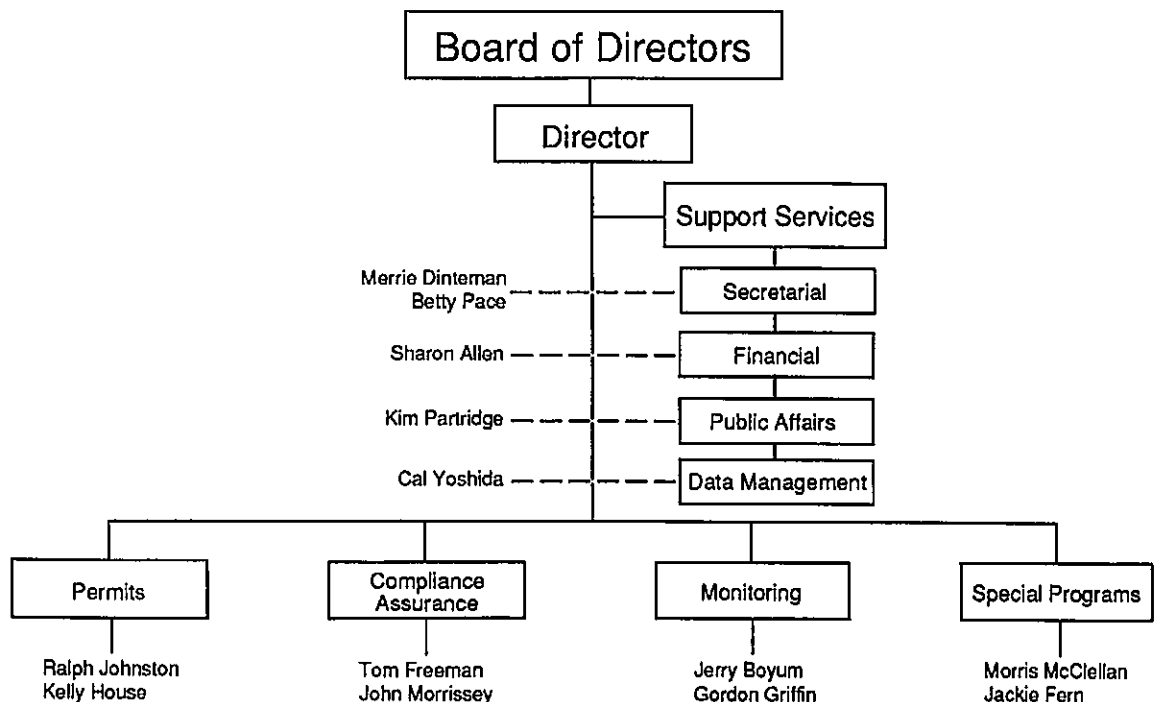 Board of Directors
Director
Support Services
Merrie Dinteman
Betty Pace
Secretarial
Sharon Allen
Financial
Kim Partridge
Public Affairs
Cal Yoshida
Data Management
Permits
Compliance
Assurance
Monitoring
Special Programs
Ralph Johnston
Kelly House
Tom Freeman
John Morrissey
Jerry Boyum
Gordon Griffin
Morris McClellan
Jackie Fern